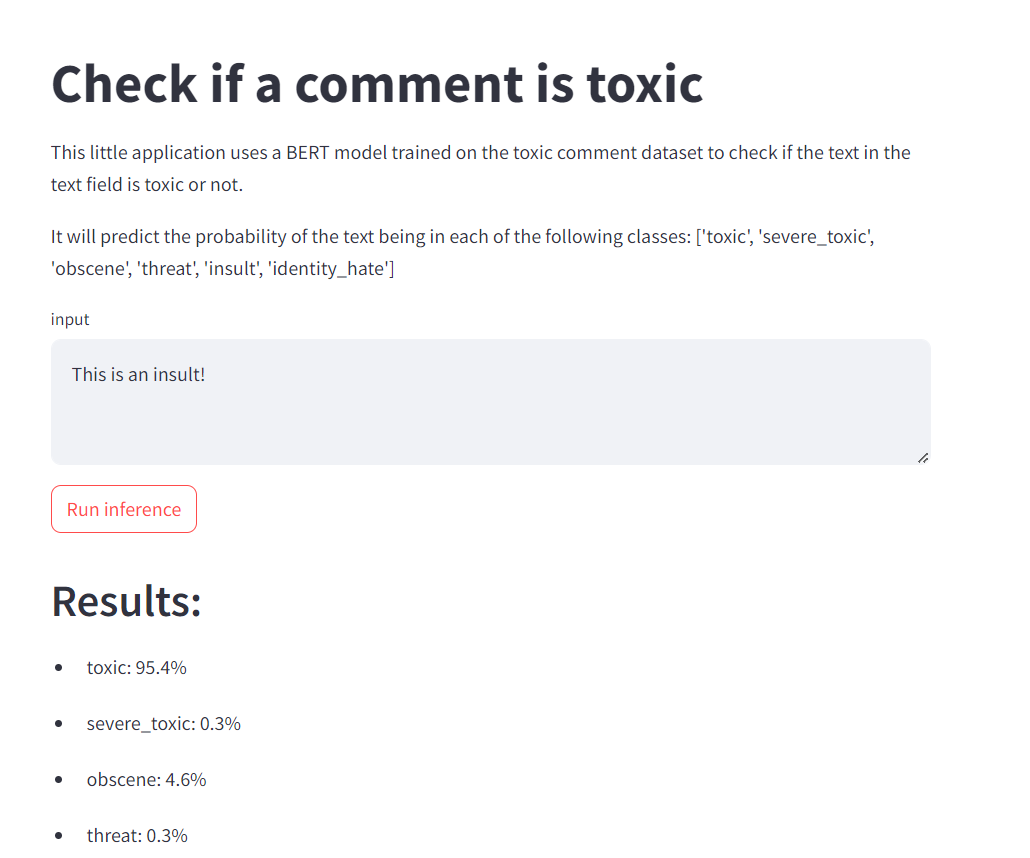 Check if a comment is toxic
This little application uses a BERT model trained on the toxic comment dataset to check if the text in the
text field is toxic or not.
It will predict the probability of the text being in each of the following classes: ['toxic', 'severe_toxic',
'obscene', 'threat', 'insult', 'identity_hate']
input
This is an insult!
Run inference
Results:
toxic: 95.4%
severe_toxic: 0.3%
obscene: 4.6%
threat: 0.3%